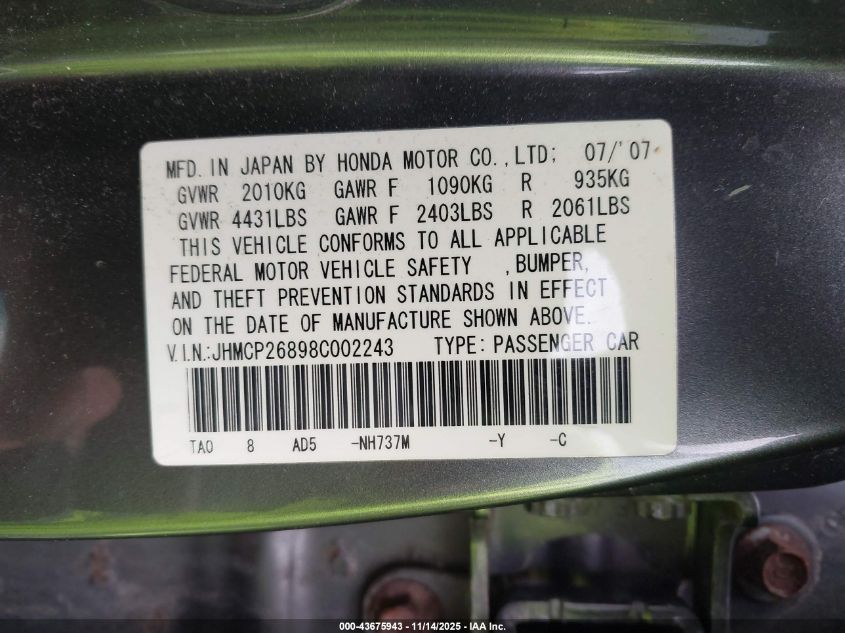 MFD. IN JAPAN BY HONDA MOTOR CO.,LTD; 07/'07
GVWR 2010KG GAWR F 1090KG R 935KG
GVWR 4431LBS GAWR F 2403LBS R 2061LBS
THIS VEHICLE CONFORMS TO ALL APPLICABLE
FEDERAL MOTOR VEHICLE SAFETY ,BUMPER,
AND THEFT PREVENTION STANDARDS IN EFFECT
ON THE DATE OF MANUFACTURE SHOWN ABOVE.
V.I.N.:JHMCP26898C002243 TYPE: PASSENGER CAR
TA0 8 AD5 -NH737M -Y -C
000-43675943 - 11/14/2025 - IAA Inc.